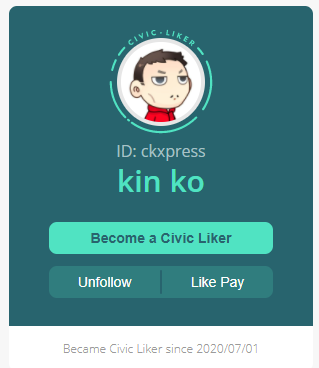 CIVIC · LIKER
ID: ckxpress
kin ko
Become a Civic Liker
Unfollow Like Pay
Became Civic Liker since 2020/07/01